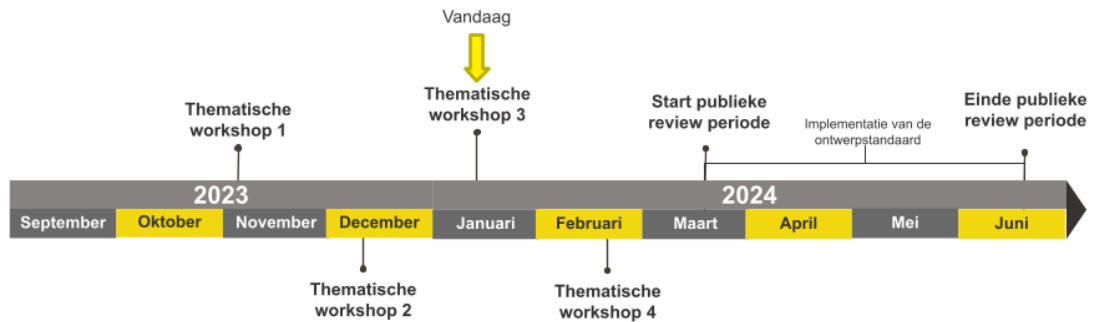 Vandaag
Thematische
workshop 1
Thematische
workshop 3
Start publieke
review periode
Implementatie van de
ontwerpstandaard
Einde publieke
review periode
2023
2024
September
Oktober
November
December
Januari
Februari
Maart
April
Mei
Juni
Thematische
workshop 2
Thematische
workshop 4